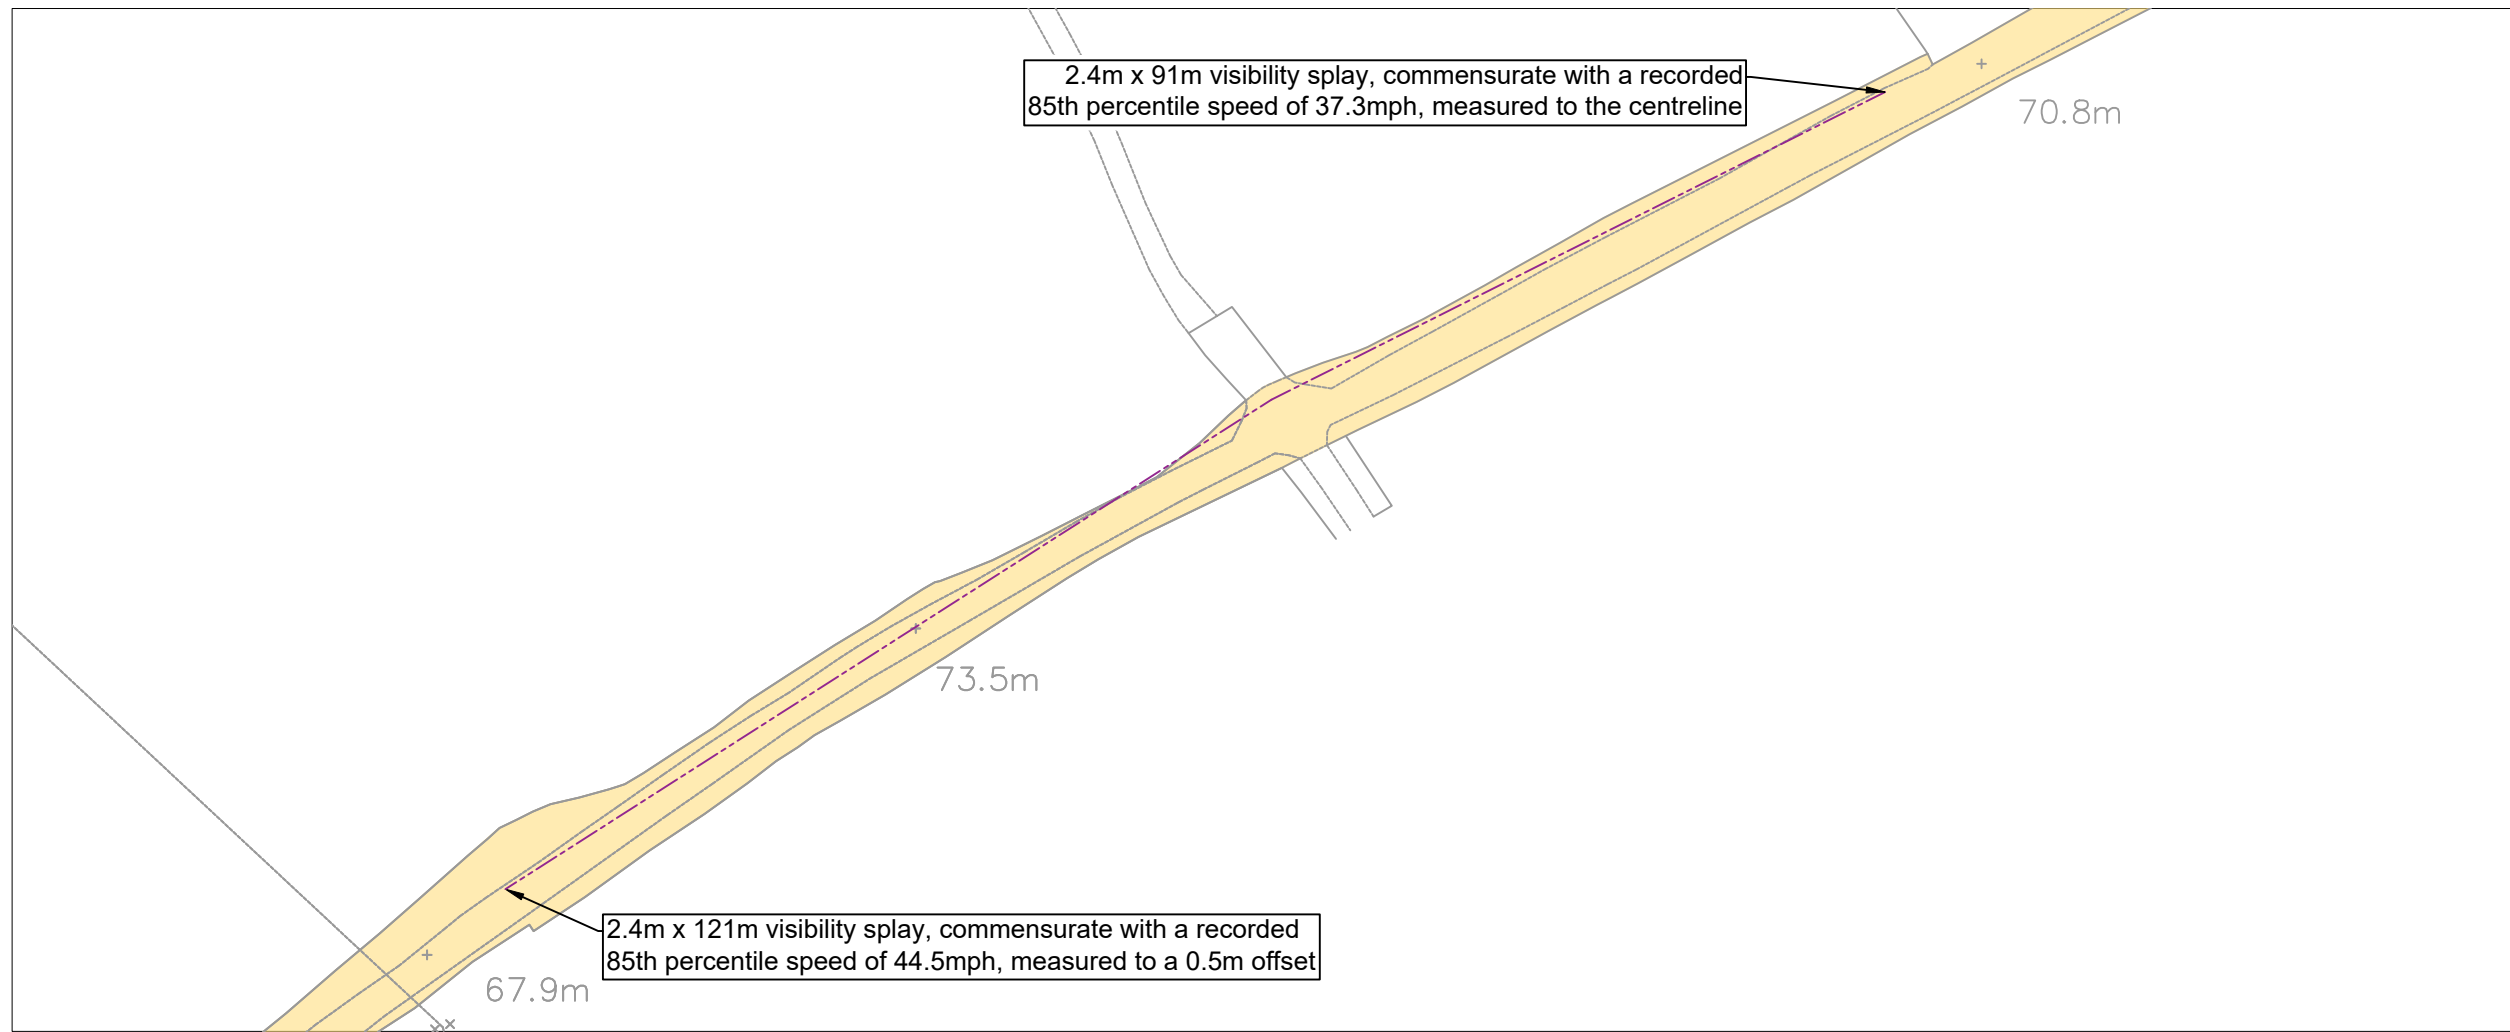 2.4m x 91m visibility splay, commensurate with a recorded
85th percentile speed of 37.3mph, measured to the centreline
70.8m
73.5m
2.4m x 121m visibility splay, commensurate with a recorded
85th percentile speed of 44.5mph, measured to a 0.5m offset
67.9m